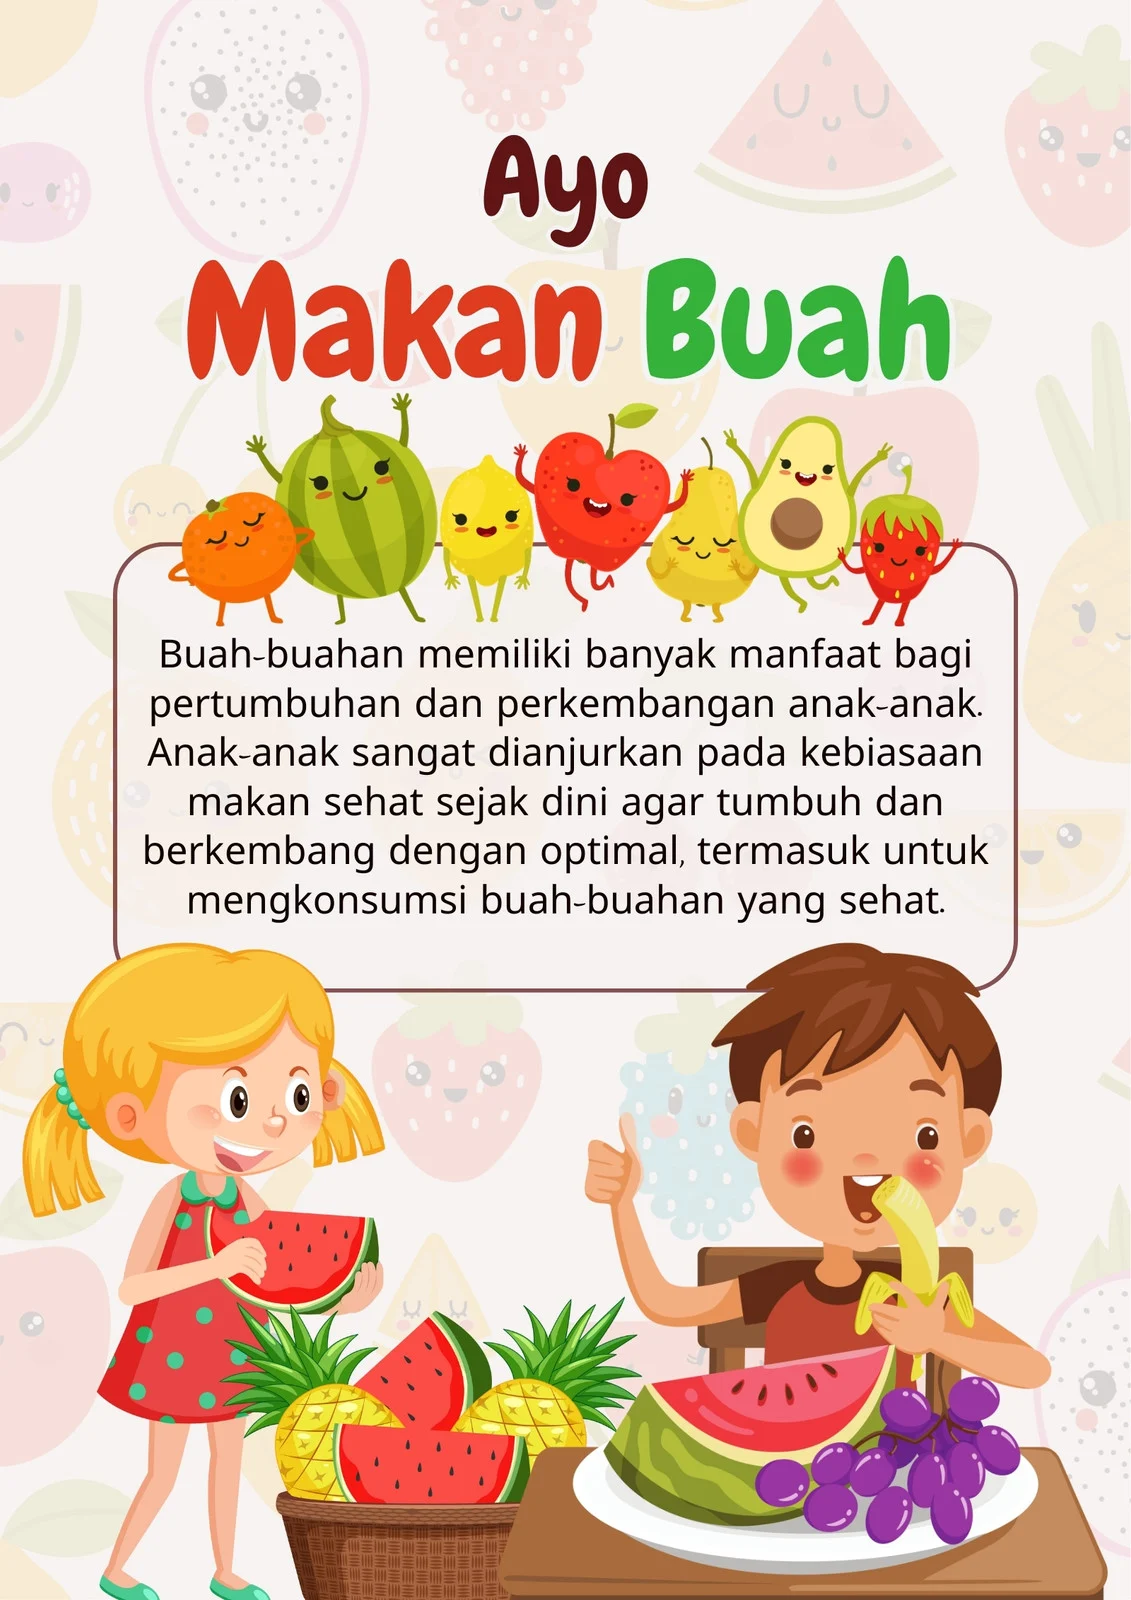 Ayo
Makan Buah
Buah-buahan memiliki banyak manfaat bagi
pertumbuhan dan perkembangan anak-anak.
Anak-anak sangat dianjurkan pada kebiasaan
makan sehat sejak dini agar tumbuh dan
berkembang dengan optimal, termasuk untuk
mengkonsumsi buah-buahan yang sehat.